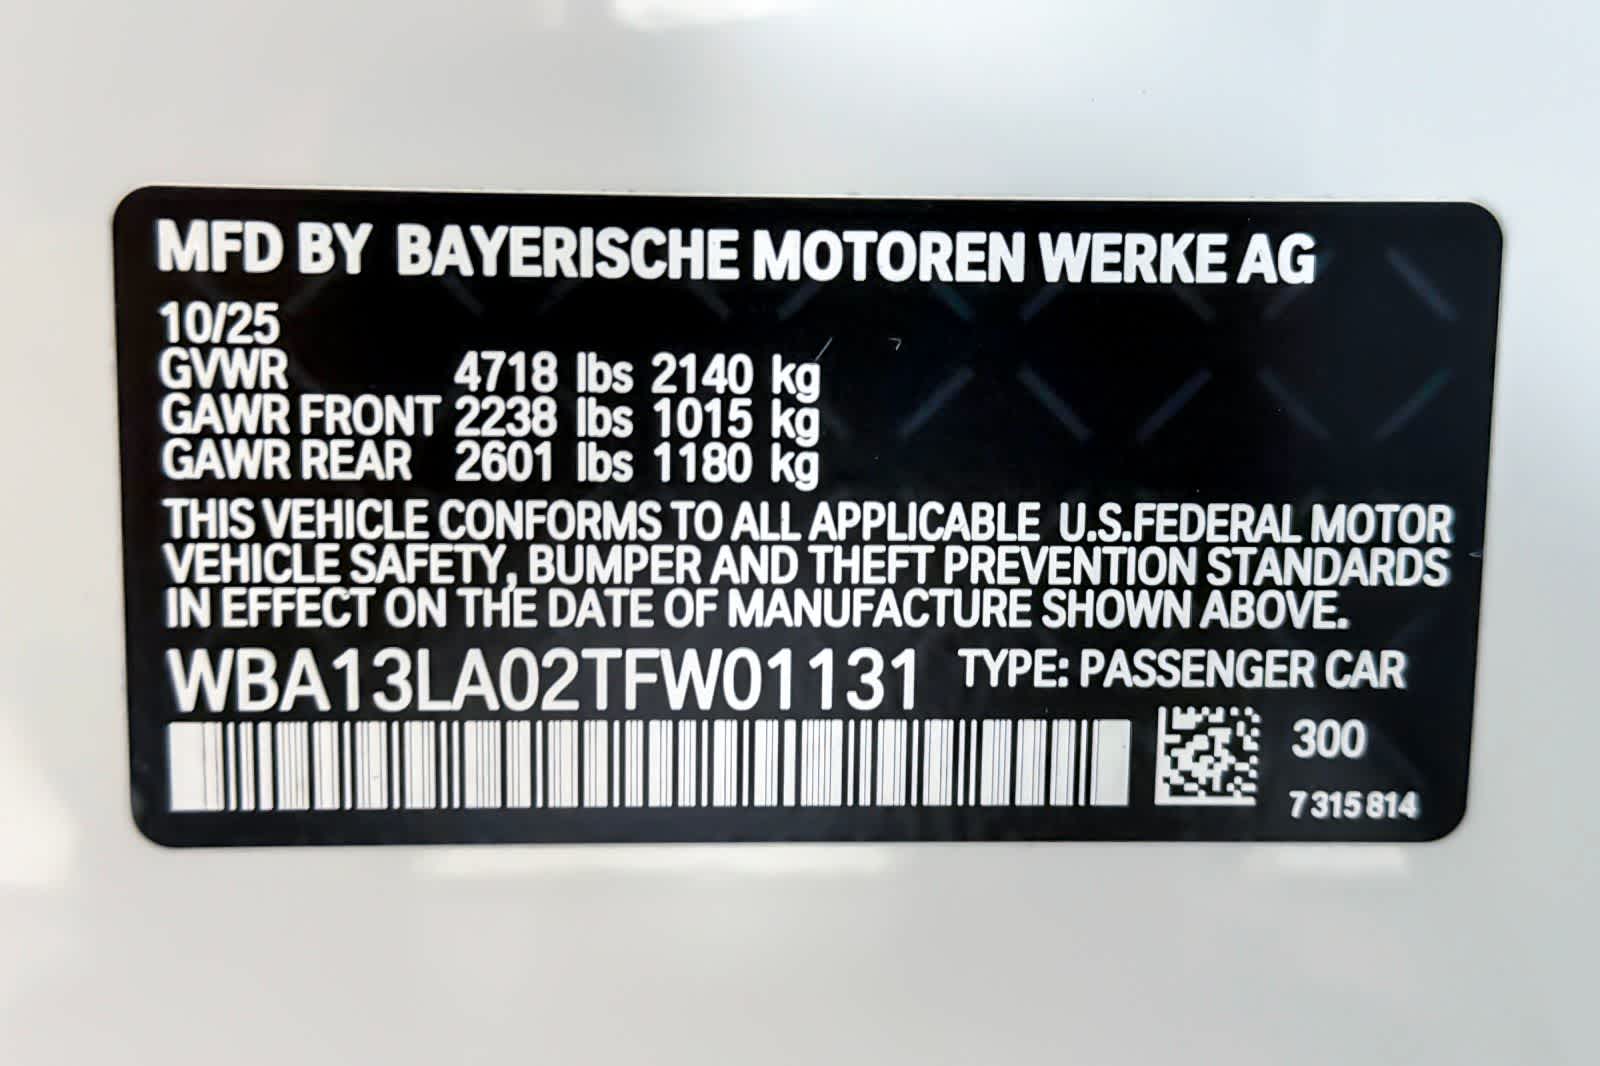 MFD BY BAYERISCHE MOTOREN WERKE AG
10/25
GVWR 4718 lbs 2140 kg
GAWR FRONT 2238 lbs 1015 kg
GAWR REAR 2601 lbs 1180 kg
THIS VEHICLE CONFORMS TO ALL APPLICABLE U.S.FEDERAL MOTOR
VEHICLE SAFETY, BUMPER AND THEFT PREVENTION STANDARDS
IN EFFECT ON THE DATE OF MANUFACTURE SHOWN ABOVE.
WBA13LA02TFW01131 TYPE: PASSENGER CAR
300
7 315 814